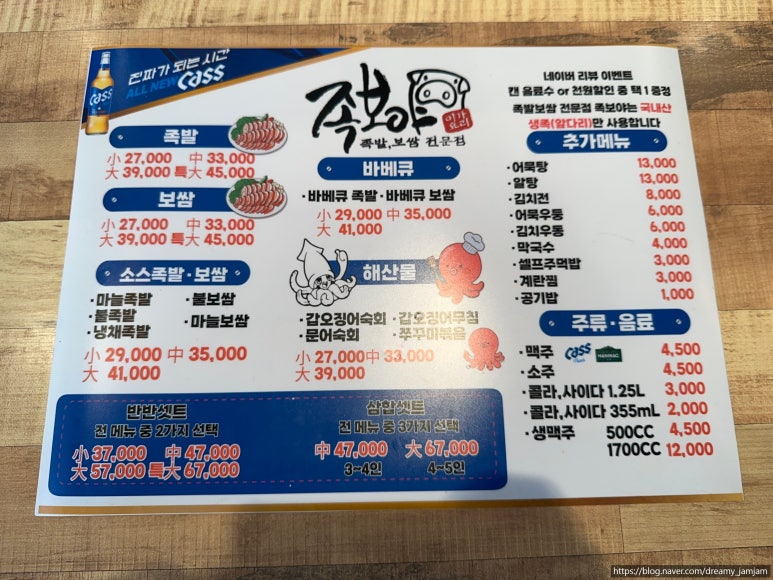 진짜가 되는 시간
ALL NEW Cass
Cass
족보야
미가요리
족발, 보쌈 전문점
네이버 리뷰 이벤트
캔 음료수 or 천원할인 중 택 1 증정
족발보쌈 전문점 족보야는 국내산
생족(앞다리)만 사용합니다
족발
小 27,000 中 33,000
大 39,000 특大 45,000
보쌈
小 27,000 中 33,000
大 39,000 특大 45,000
소스족발·보쌈
·마늘족발 ·불보쌈
·불족발
·냉채족발 ·마늘보쌈
小 29,000 中 35,000
大 41,000
바베큐
·바베큐 족발 ·바베큐 보쌈
小 29,000 中 35,000
大 41,000
해산물
·갑오징어숙회 ·갑오징어무침
·문어숙회 ·쭈꾸미볶음
小 27,000 中 33,000
大 39,000
반반셋트
전 메뉴 중 2가지 선택
小 37,000 中 47,000
大 57,000 특大 67,000
삼합셋트
전 메뉴 중 3가지 선택
中 47,000 大 67,000
3~4인 4~5인
추가메뉴
·어묵탕 13,000
·알탕 13,000
·김치전 8,000
·어묵우동 6,000
·김치우동 6,000
·막국수 4,000
·셀프주먹밥 3,000
·계란찜 3,000
·공기밥 1,000
주류·음료
·맥주 Cass HANMAC 4,500
·소주 4,500
·콜라,사이다 1.25L 3,000
·콜라,사이다 355mL 2,000
·생맥주 500CC 4,500
1700CC 12,000
https://blog.naver.com/dreamy_jamjam